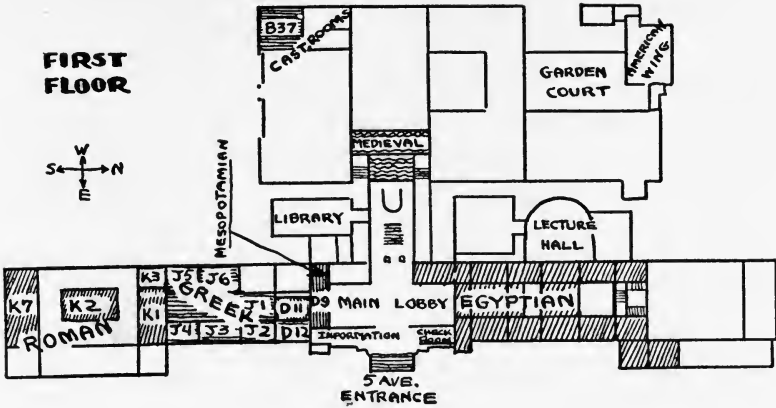 FIRST
FLOOR
W
S N
E
B37
CAST ROOMS
GARDEN
COURT
AMERICAN
WING
MEDIEVAL
MESOPOTAMIAN
LIBRARY
LECTURE
HALL
K3
J5
J6
GREEK
K7
K2
K1
J1
D11
D9
MAIN LOBBY
EGYPTIAN
ROMAN
J4
J3
J2
D12
INFORMATION
CHECK
ROOM
5 AVE.
ENTRANCE